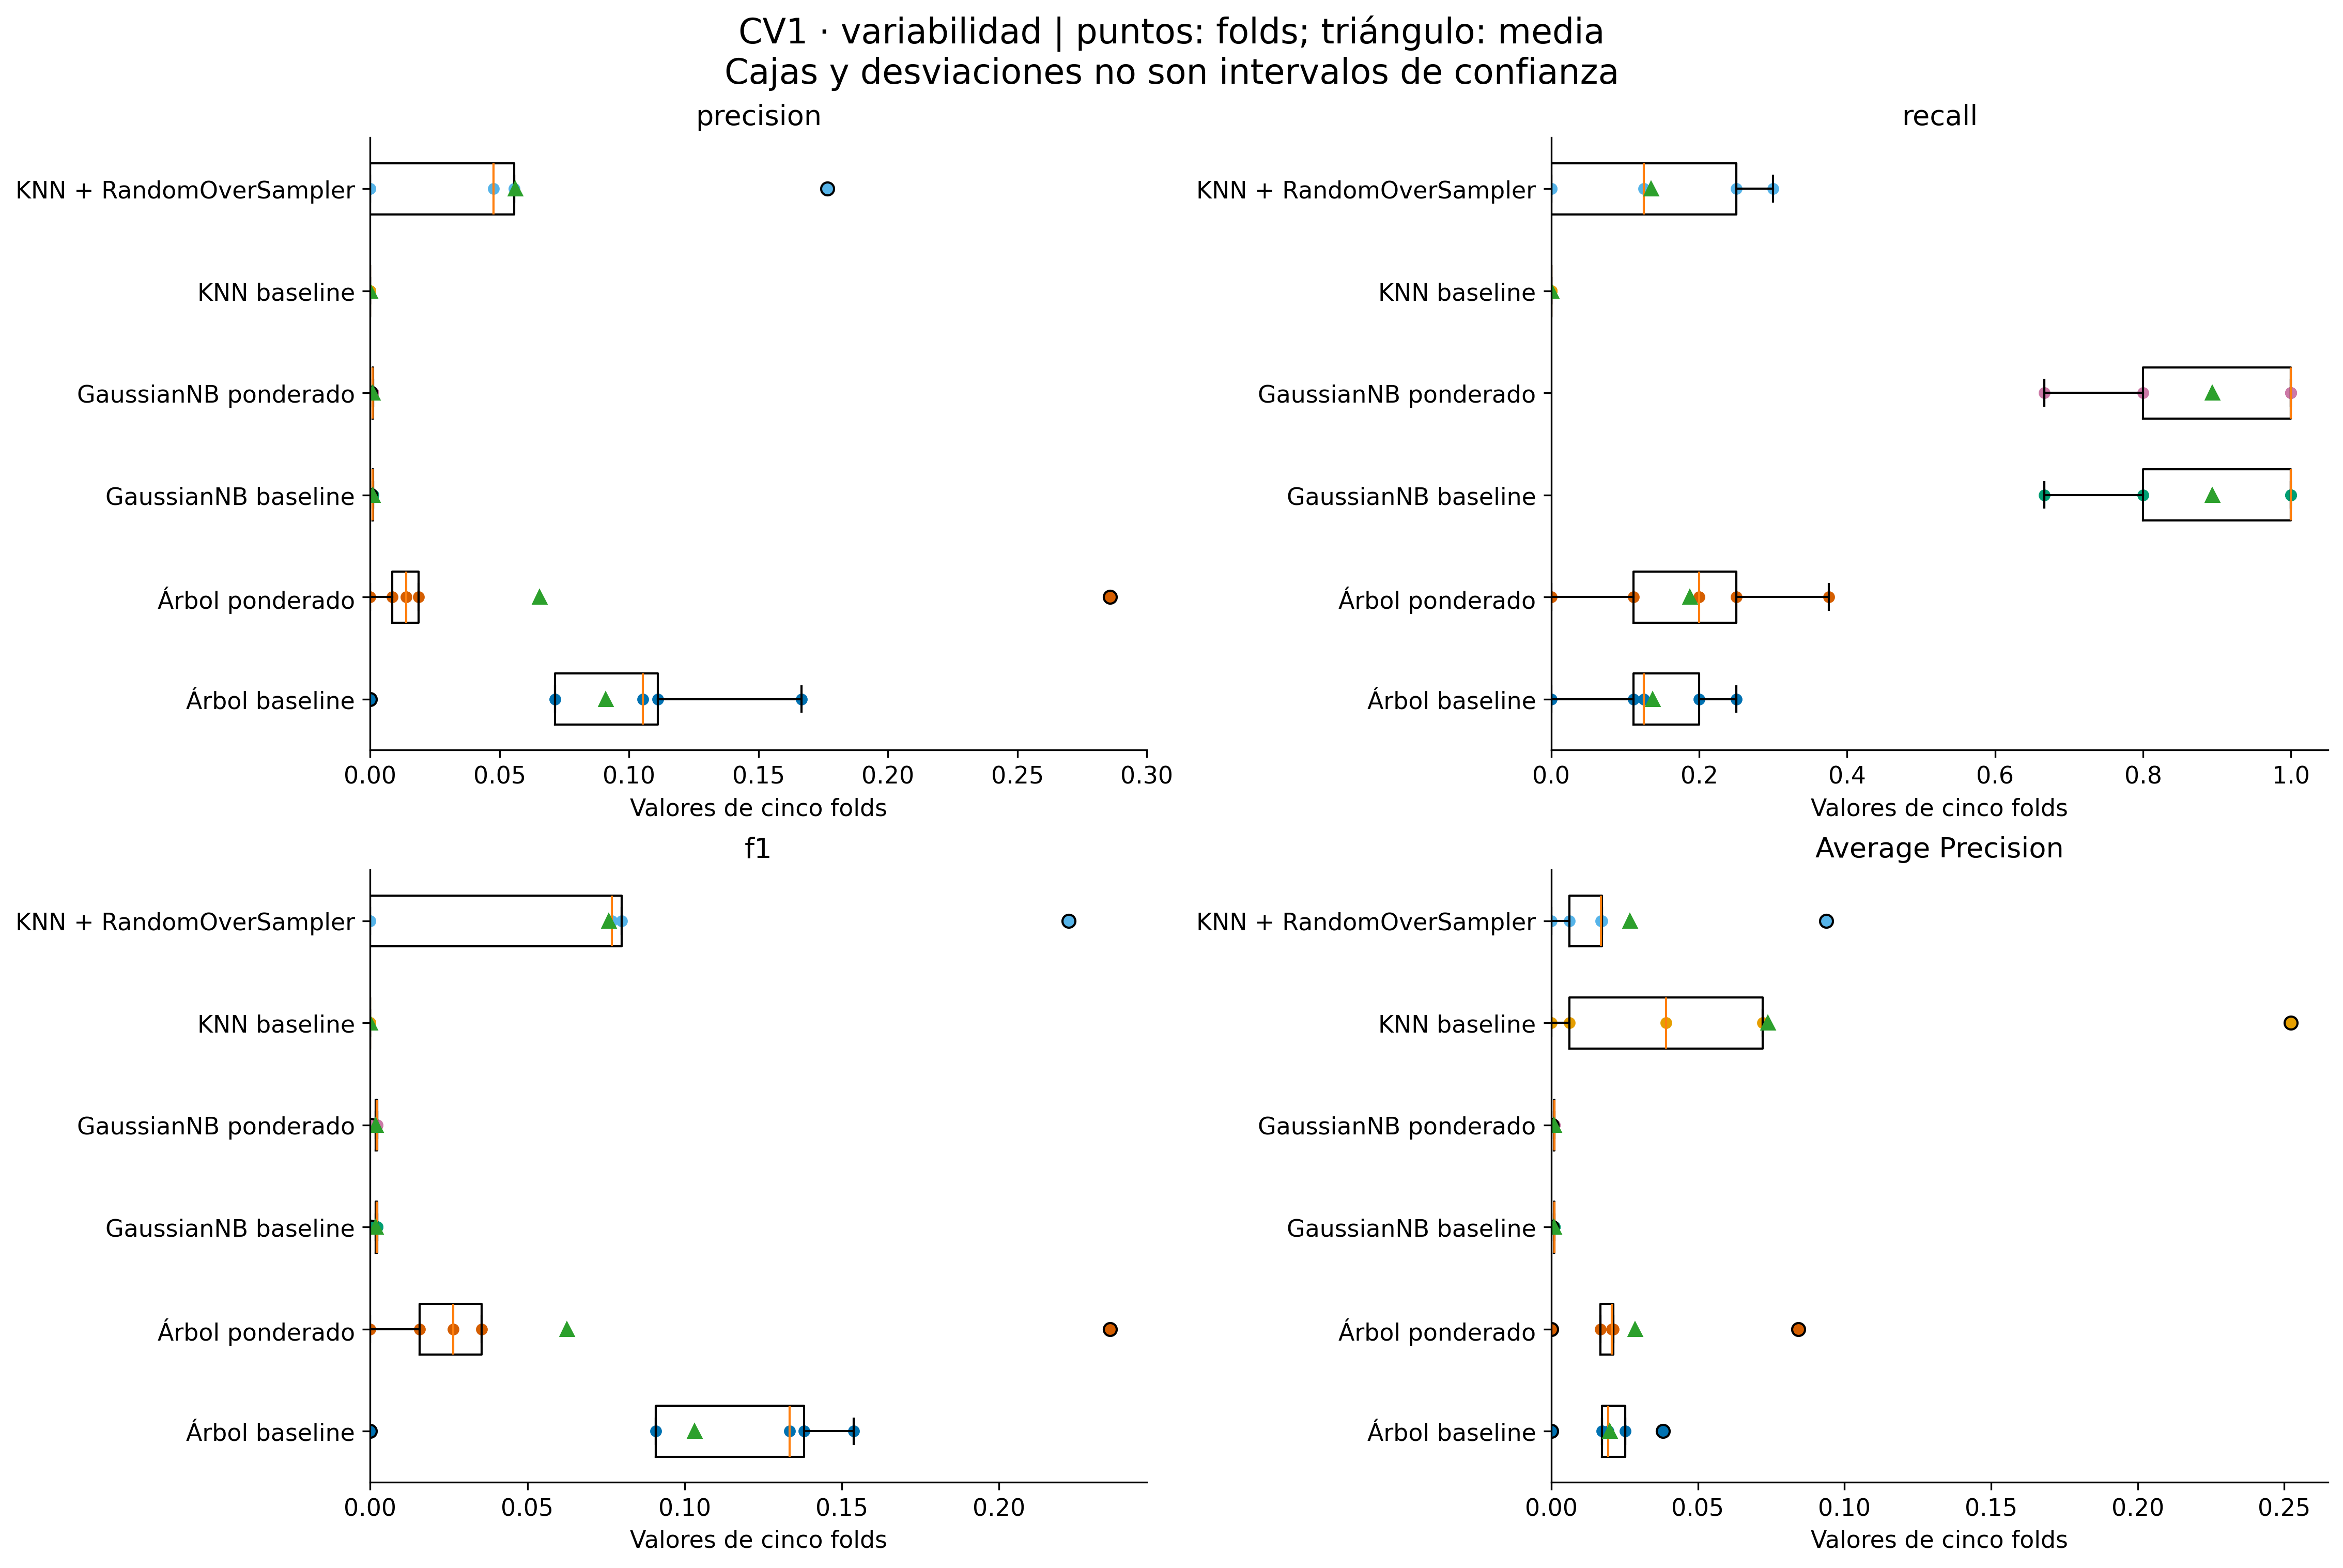 CV1 · variabilidad | puntos: folds; triángulo: media
Cajas y desviaciones no son intervalos de confianza
precision
KNN + RandomOverSampler
KNN baseline
GaussianNB ponderado
GaussianNB baseline
Árbol ponderado
Árbol baseline
0.00 0.05 0.10 0.15 0.20 0.25 0.30
Valores de cinco folds
recall
KNN + RandomOverSampler
KNN baseline
GaussianNB ponderado
GaussianNB baseline
Árbol ponderado
Árbol baseline
0.0 0.2 0.4 0.6 0.8 1.0
Valores de cinco folds
f1
KNN + RandomOverSampler
KNN baseline
GaussianNB ponderado
GaussianNB baseline
Árbol ponderado
Árbol baseline
0.00 0.05 0.10 0.15 0.20
Valores de cinco folds
Average Precision
KNN + RandomOverSampler
KNN baseline
GaussianNB ponderado
GaussianNB baseline
Árbol ponderado
Árbol baseline
0.00 0.05 0.10 0.15 0.20 0.25
Valores de cinco folds